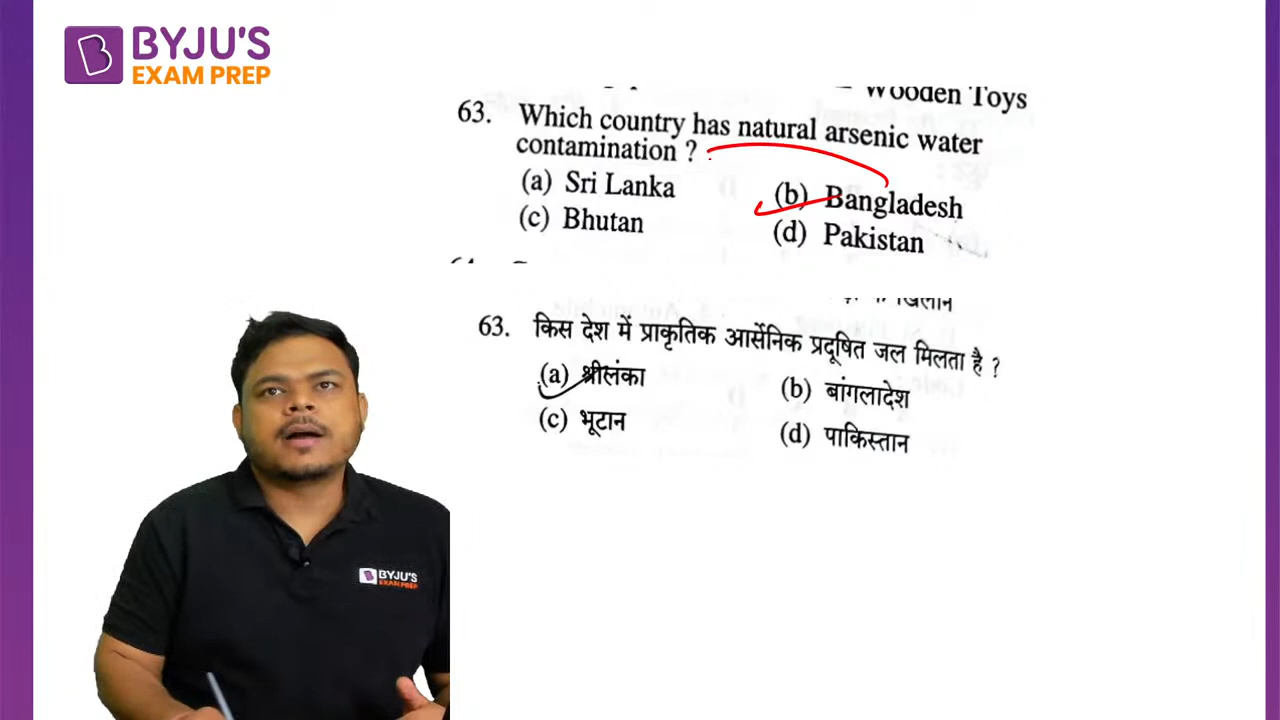 BYJU'S
EXAM PREP
Wooden Toys
63. Which country has natural arsenic water
contamination ?
(a) Sri Lanka (b) Bangladesh
(c) Bhutan (d) Pakistan
63. किस देश में प्राकृतिक आर्सेनिक प्रदूषित जल मिलता है ?
(a) श्रीलंका (b) बांगलादेश
(c) भूटान (d) पाकिस्तान
BYJU'S
EXAM PREP